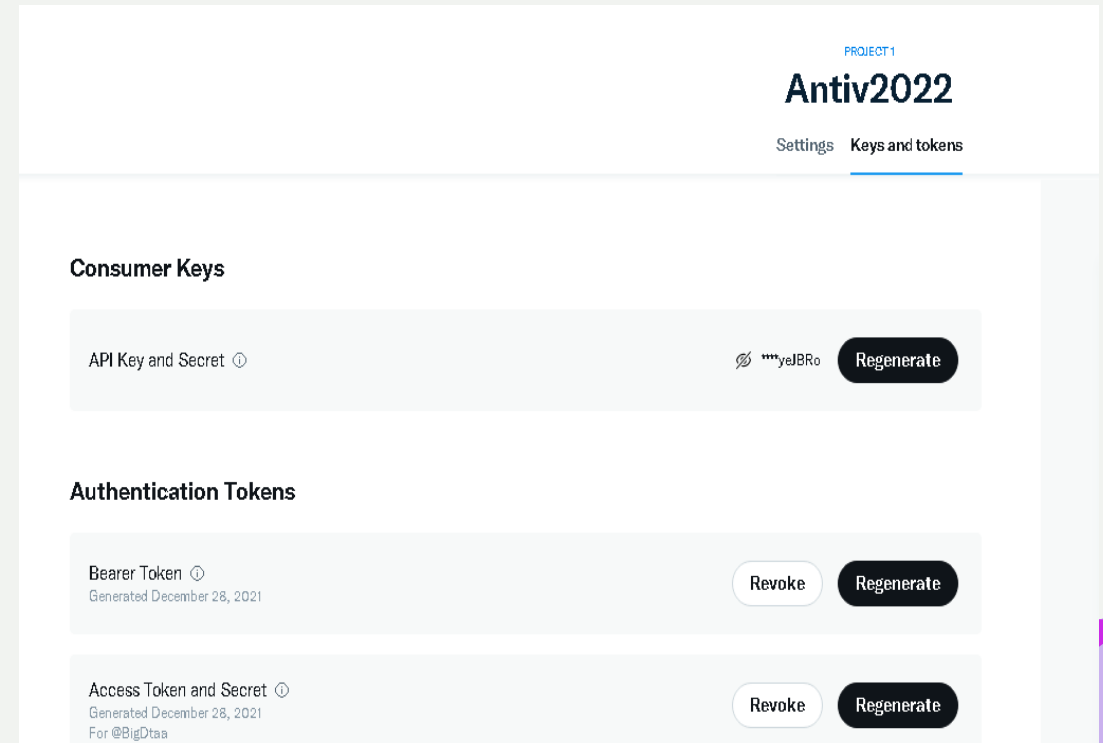 PROJECT 1
Antiv2022
Settings Keys and tokens
Consumer Keys
API Key and Secret ****yeJBRo Regenerate
Authentication Tokens
Bearer Token Revoke Regenerate
Generated December 28, 2021
Access Token and Secret Revoke Regenerate
Generated December 28, 2021
For @BigDtaa